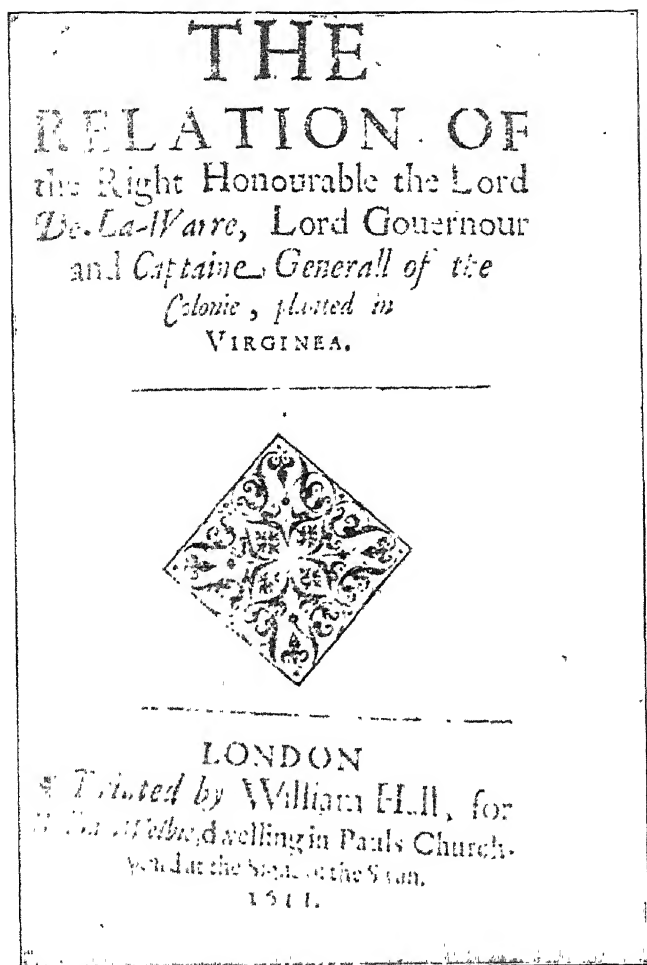 THE
RELATION OF
the Right Honourable the Lord
De-La-Warre, Lord Gouernour
and Captaine Generall of the
Colonie, planted in
VIRGINEA.
LONDON
Printed by William Hall, for
dwelling in Pauls Church-
yeard at the Signe of the Swan.
1611.